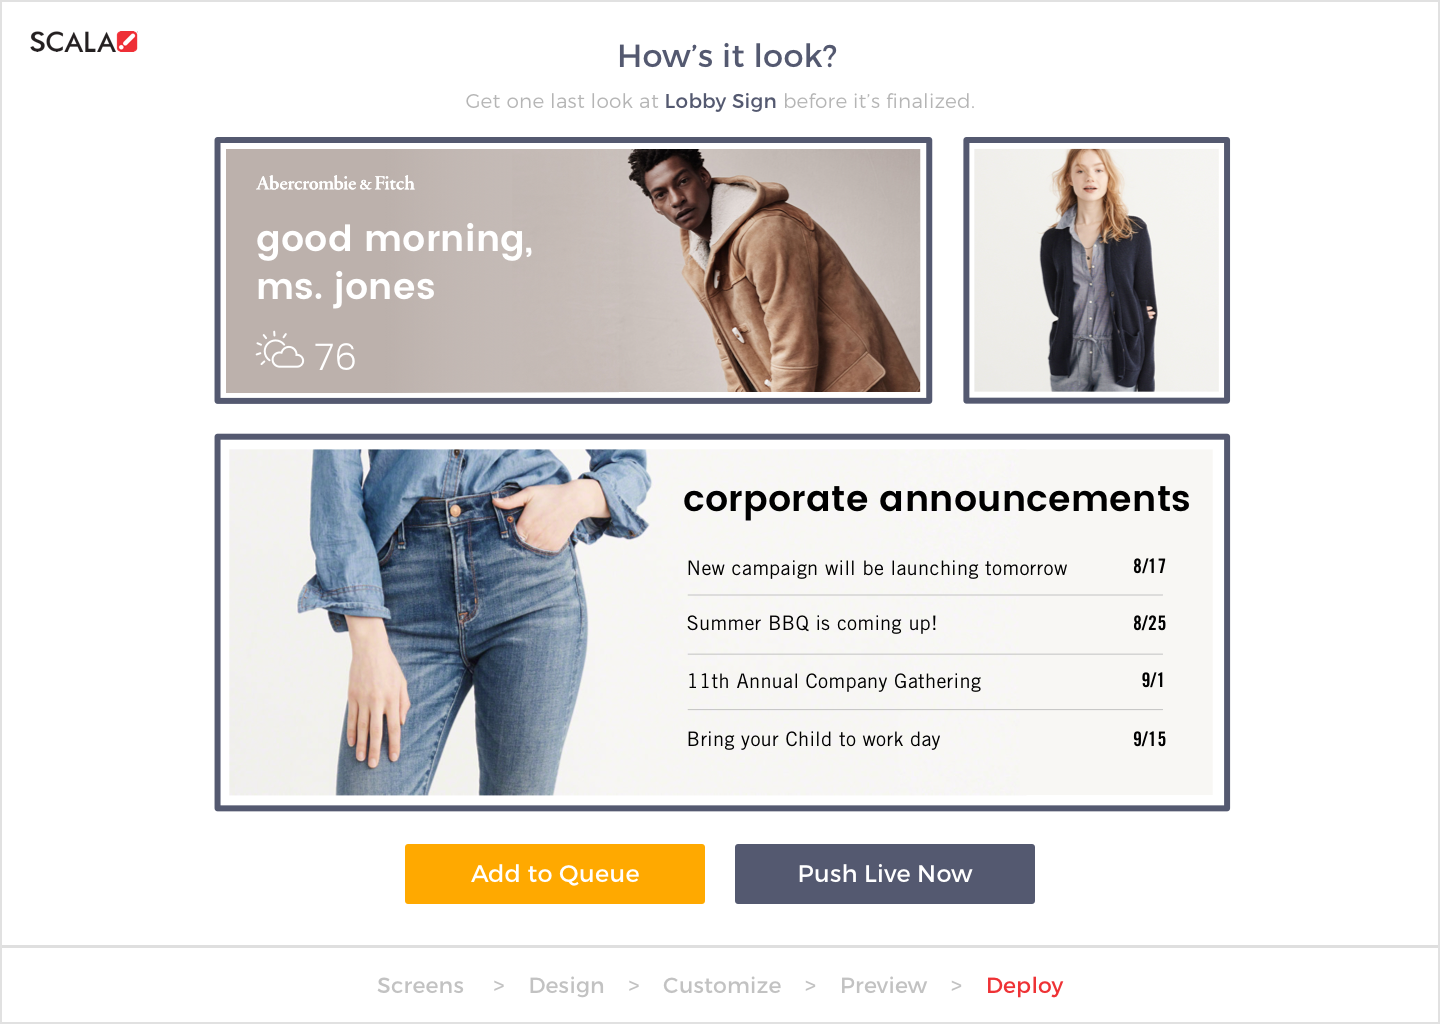 SCALA
How’s it look?
Get one last look at Lobby Sign before it’s finalized.
Abercrombie & Fitch
good morning,
ms. jones
76
corporate announcements
New campaign will be launching tomorrow 8/17
Summer BBQ is coming up! 8/25
11th Annual Company Gathering 9/1
Bring your Child to work day 9/15
Add to Queue
Push Live Now
Screens > Design > Customize > Preview > Deploy